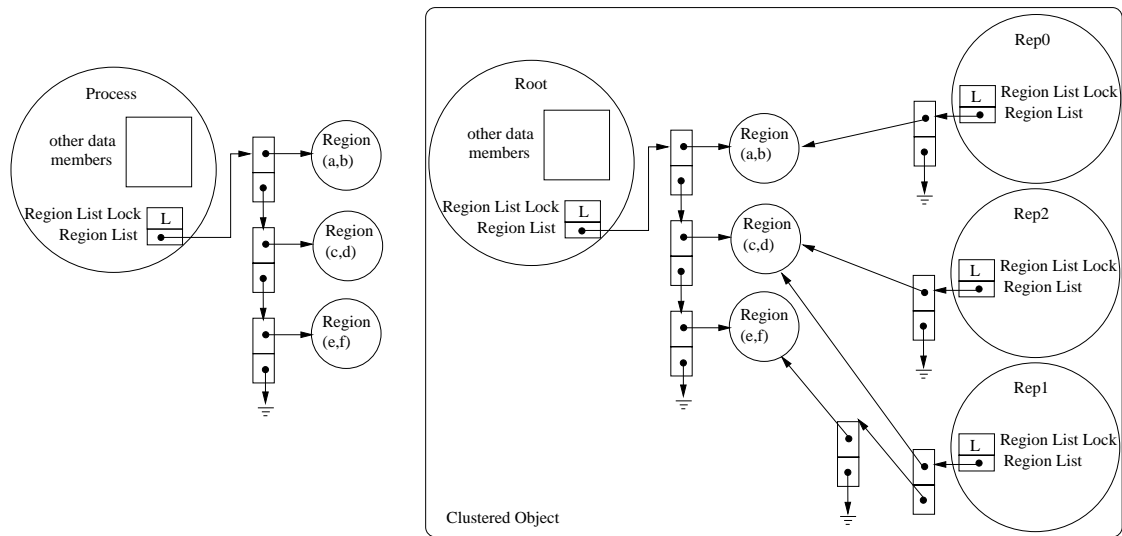 Process
other data
members
Region List Lock
L
Region List
Region
(a,b)
Region
(c,d)
Region
(e,f)
Root
other data
members
Region List Lock
L
Region List
Region
(a,b)
Region
(c,d)
Region
(e,f)
Rep0
L
Region List Lock
Region List
Rep2
L
Region List Lock
Region List
Rep1
L
Region List Lock
Region List
Clustered Object